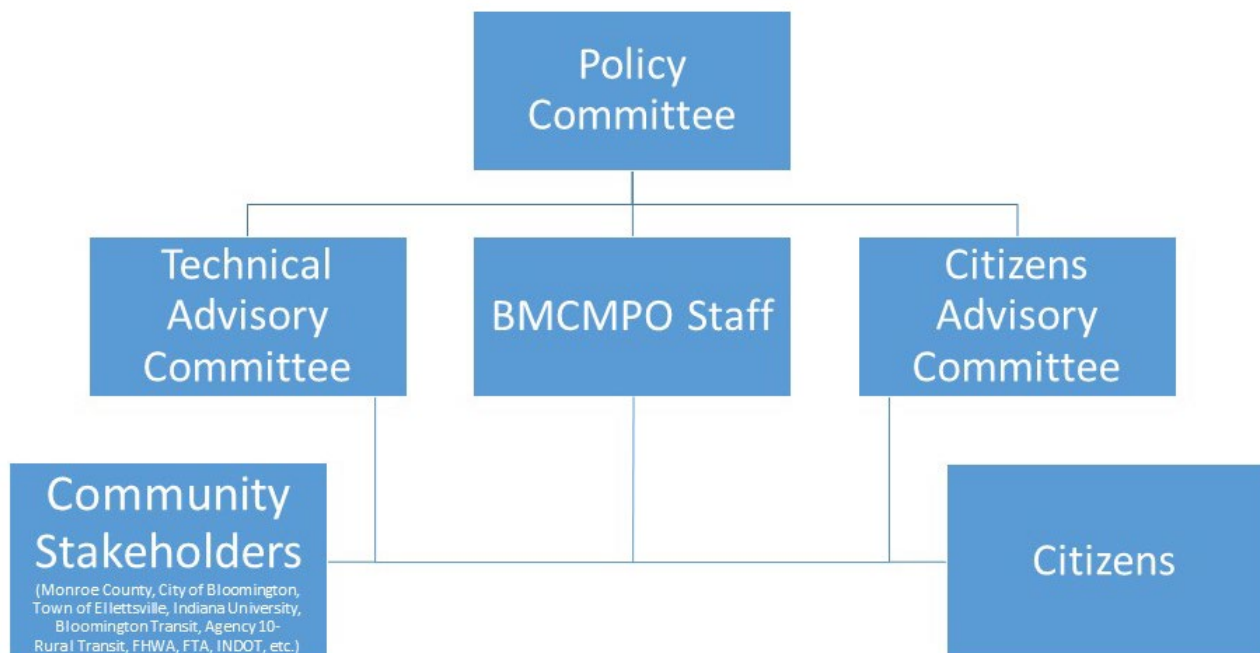 Policy
Committee
Technical
Advisory
Committee
BMCMPO Staff
Citizens
Advisory
Committee
Community
Stakeholders
(Monroe County, City of Bloomington,
Town of Ellettsville, Indiana University,
Bloomington Transit, Agency 10-
Rural Transit, FHWA, FTA, INDOT, etc.)
Citizens